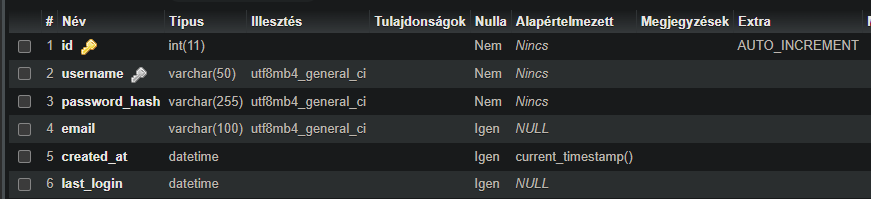 # Név Típus Illesztés Tulajdonságok Nulla Alapértelmezett Megjegyzések Extra
1 id int(11) Nem Nincs AUTO_INCREMENT
2 username varchar(50) utf8mb4_general_ci Nem Nincs
3 password_hash varchar(255) utf8mb4_general_ci Nem Nincs
4 email varchar(100) utf8mb4_general_ci Igen NULL
5 created_at datetime Igen current_timestamp()
6 last_login datetime Igen NULL